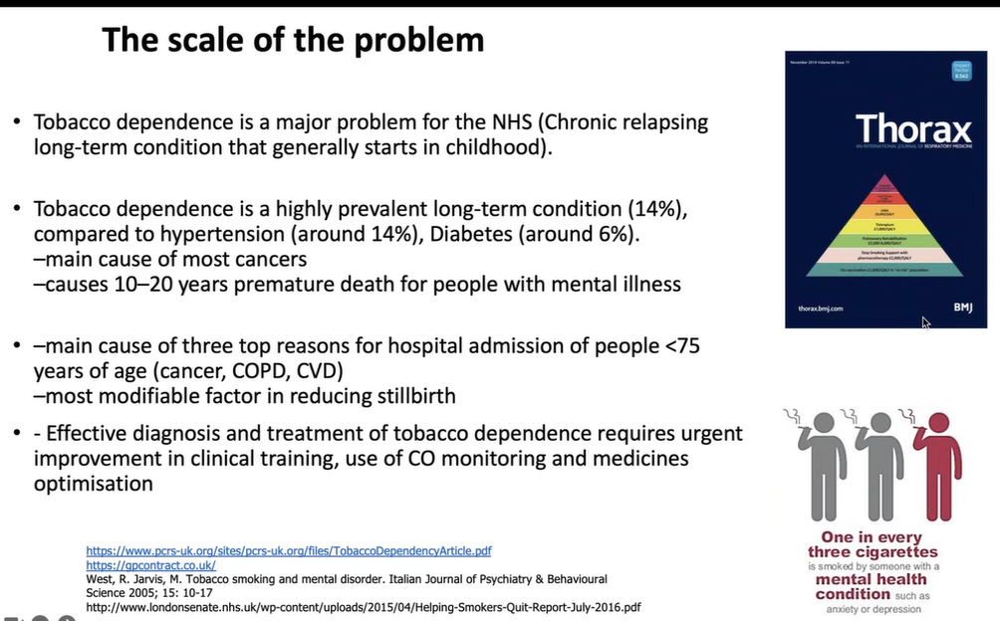 The scale of the problem
• Tobacco dependence is a major problem for the NHS (Chronic relapsing
long-term condition that generally starts in childhood).
• Tobacco dependence is a highly prevalent long-term condition (14%),
compared to hypertension (around 14%), Diabetes (around 6%).
–main cause of most cancers
–causes 10–20 years premature death for people with mental illness
• –main cause of three top reasons for hospital admission of people <75
years of age (cancer, COPD, CVD)
–most modifiable factor in reducing stillbirth
• - Effective diagnosis and treatment of tobacco dependence requires urgent
improvement in clinical training, use of CO monitoring and medicines
optimisation
https://www.pcrs-uk.org/sites/pcrs-uk.org/files/TobaccoDependencyArticle.pdf
https://gpcontract.co.uk/
West, R. Jarvis, M. Tobacco smoking and mental disorder. Italian Journal of Psychiatry & Behavioural
Science 2005; 15: 10-17
http://www.londonsenate.nhs.uk/wp-content/uploads/2015/04/Helping-Smokers-Quit-Report-July-2016.pdf
Impact
Factor
Thorax
AN INTERNATIONAL JOURNAL OF RESPIRATORY MEDICINE
Pulmonary Rehabilitation
Stop Smoking Support with
thorax.bmj.com
BMJ
One in every
three cigarettes
is smoked by someone with a
mental health
condition such as
anxiety or depression